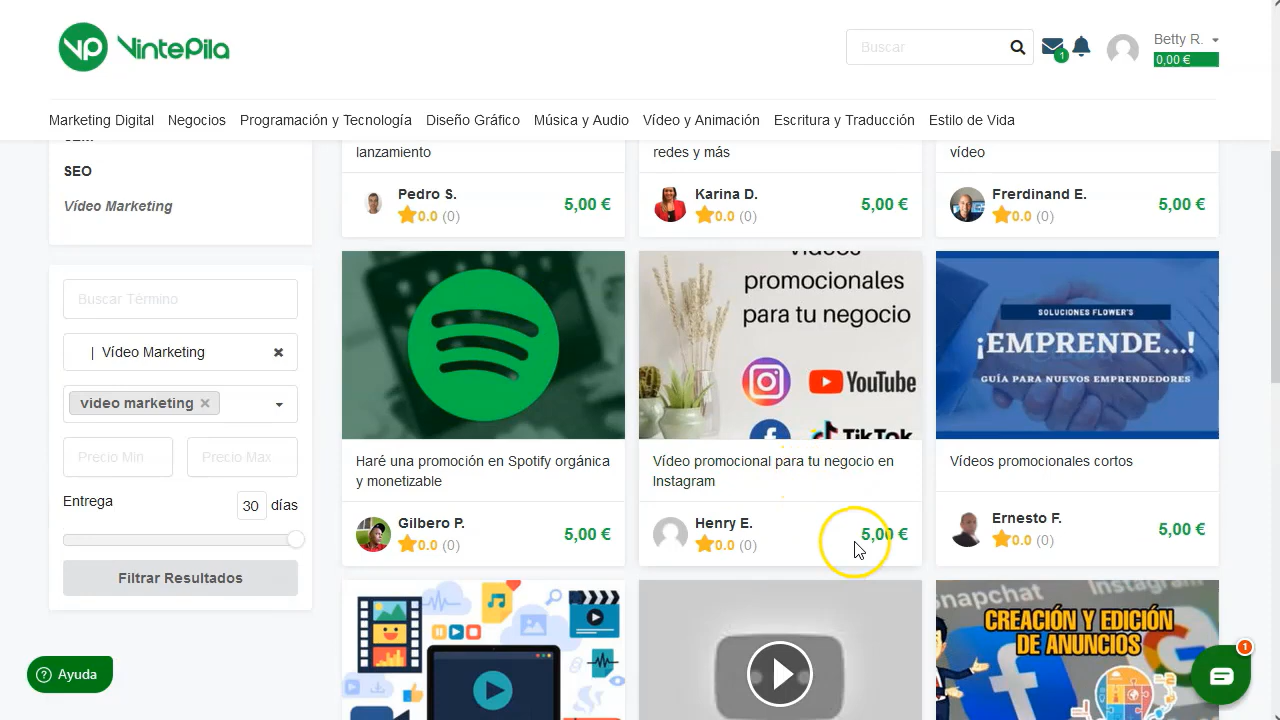 VP VintePila
Buscar
1
Betty R.
0,00 €
Marketing Digital Negocios Programación y Tecnología Diseño Gráfico Música y Audio Vídeo y Animación Escritura y Traducción Estilo de Vida
SEO
Vídeo Marketing
Buscar Término
| Vídeo Marketing ×
video marketing ×
Precio Min Precio Max
Entrega 30 días
Filtrar Resultados
lanzamiento
Pedro S.
0.0 (0)
5,00 €
redes y más
Karina D.
0.0 (0)
5,00 €
vídeo
Frerdinand E.
0.0 (0)
5,00 €
Haré una promoción en Spotify orgánica
y monetizable
Gilbero P.
0.0 (0)
5,00 €
promocionales
para tu negocio
YouTube
TikTok
Vídeo promocional para tu negocio en
Instagram
Henry E.
0.0 (0)
5,00 €
SOLUCIONES FLOWER'S
¡EMPRENDE...!
GUÍA PARA NUEVOS EMPRENDEDORES
Vídeos promocionales cortos
Ernesto F.
0.0 (0)
5,00 €
snapchat
Instagram
CREACIÓN Y EDICIÓN
DE ANUNCIOS
? Ayuda
1